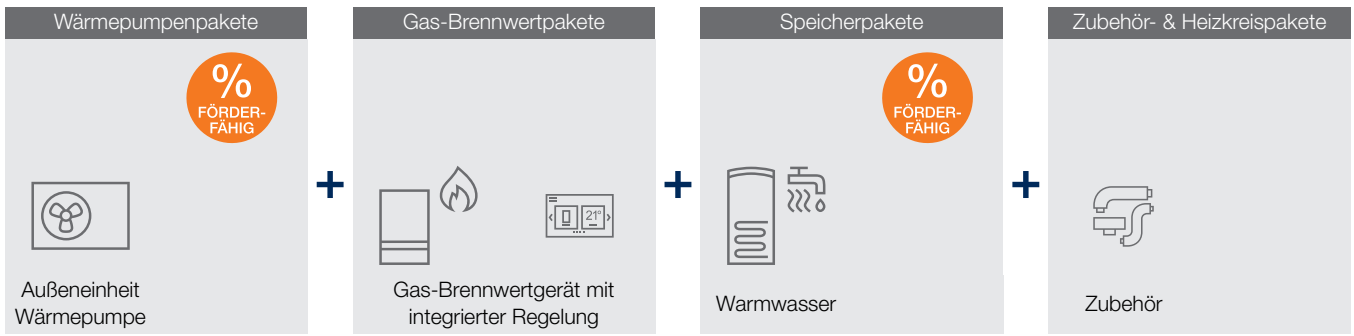 Wärmepumpenpakete
Gas-Brennwertpakete
Speicherpakete
Zubehör- & Heizkreispakete
%
FÖRDER-
FÄHIG
%
FÖRDER-
FÄHIG
+
+
+
21°
Außeneinheit
Wärmepumpe
Gas-Brennwertgerät mit
integrierter Regelung
Warmwasser
Zubehör